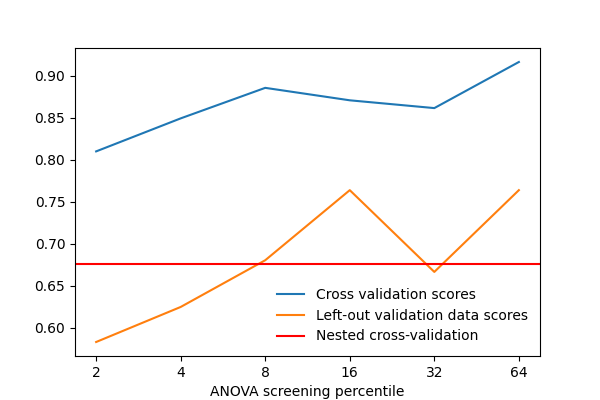 0.90
0.85
0.80
0.75
0.70
0.65
0.60
Cross validation scores
Left-out validation data scores
Nested cross-validation
2 4 8 16 32 64
ANOVA screening percentile